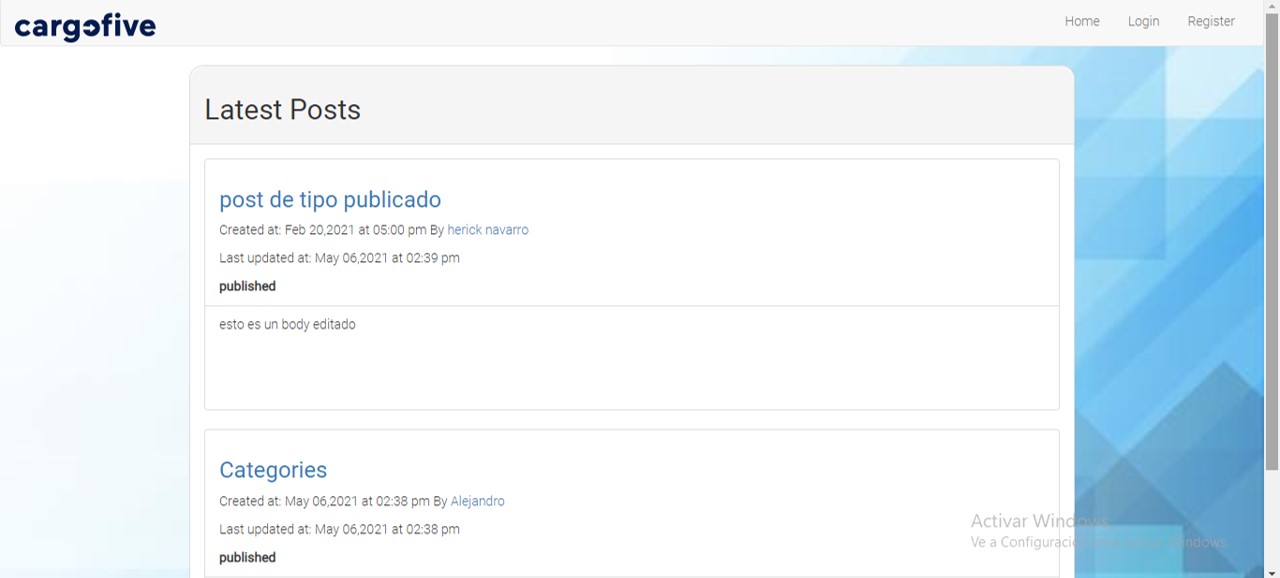 cargofive
Home Login Register
Latest Posts
post de tipo publicado
Created at: Feb 20,2021 at 05:00 pm By herick navarro
Last updated at: May 06,2021 at 02:39 pm
published
esto es un body editado
Categories
Created at: May 06,2021 at 02:38 pm By Alejandro
Last updated at: May 06,2021 at 02:38 pm
published
Activar Windows
Ve a Configuración para activar Windows.